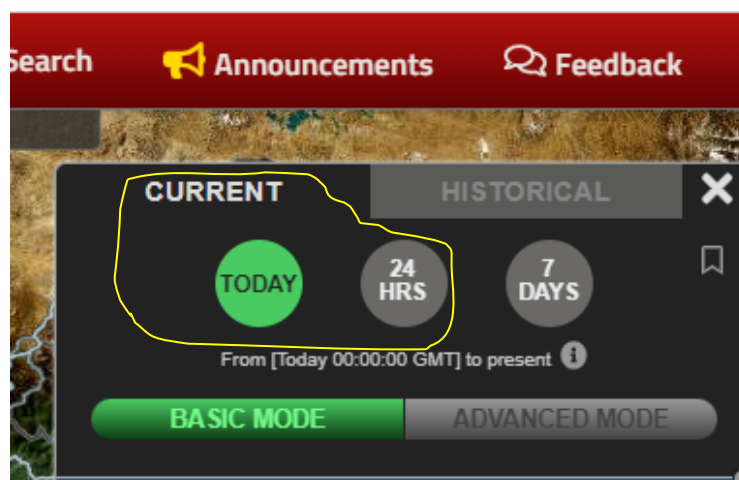 Search Announcements Feedback
CURRENT HISTORICAL
TODAY 24 HRS 7 DAYS
From [Today 00:00:00 GMT] to present
BASIC MODE ADVANCED MODE